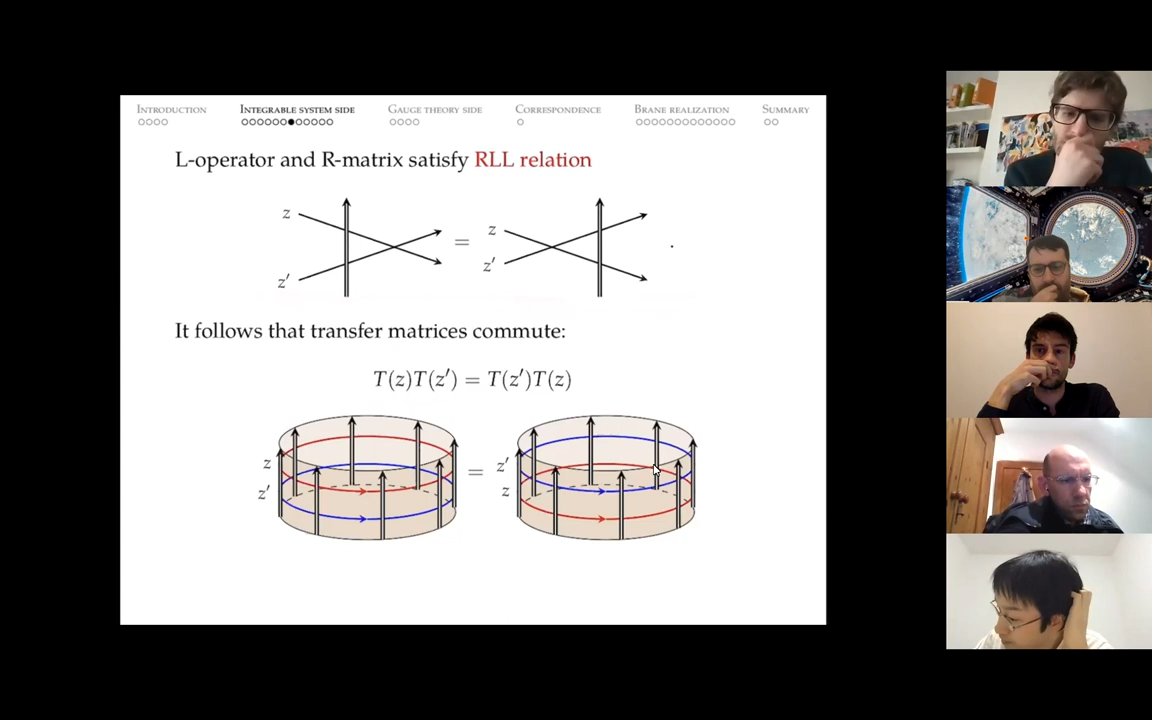 INTRODUCTION INTEGRABLE SYSTEM SIDE GAUGE THEORY SIDE CORRESPONDENCE BRANE REALIZATION SUMMARY
L-operator and R-matrix satisfy RLL relation
z z
= .
z' z'
It follows that transfer matrices commute:
T(z)T(z') = T(z')T(z)
z z'
=
z' z